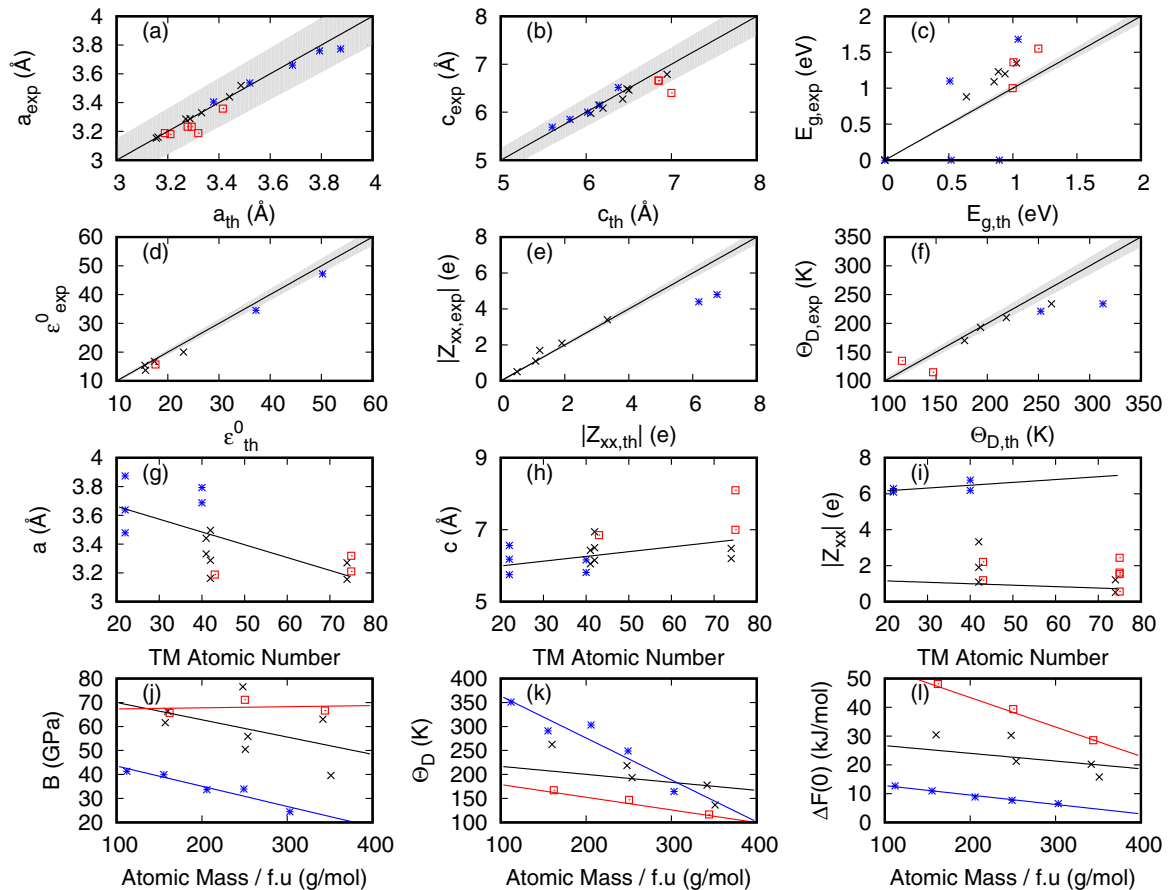 (a)
a_exp (Å)
4
3.8
3.6
3.4
3.2
3
3 3.2 3.4 3.6 3.8 4
a_th (Å)
(b)
c_exp (Å)
8
7
6
5
5 6 7 8
c_th (Å)
(c)
E_g,exp (eV)
2
1.5
1
0.5
0
0 0.5 1 1.5 2
E_g,th (eV)
(d)
ε^0_exp
60
50
40
30
20
10
10 20 30 40 50 60
ε^0_th
(e)
|Z_xx,exp| (e)
8
6
4
2
0
0 2 4 6 8
|Z_xx,th| (e)
(f)
Θ_D,exp (K)
350
300
250
200
150
100
100 150 200 250 300 350
Θ_D,th (K)
(g)
a (Å)
4
3.8
3.6
3.4
3.2
3
20 30 40 50 60 70 80
TM Atomic Number
(h)
c (Å)
9
8
7
6
5
20 30 40 50 60 70 80
TM Atomic Number
(i)
|Z_xx| (e)
8
6
4
2
0
20 30 40 50 60 70 80
TM Atomic Number
(j)
B (GPa)
80
70
60
50
40
30
20
100 200 300 400
Atomic Mass / f.u (g/mol)
(k)
Θ_D (K)
400
350
300
250
200
150
100
100 200 300 400
Atomic Mass / f.u (g/mol)
(l)
ΔF(0) (kJ/mol)
50
40
30
20
10
0
100 200 300 400
Atomic Mass / f.u (g/mol)